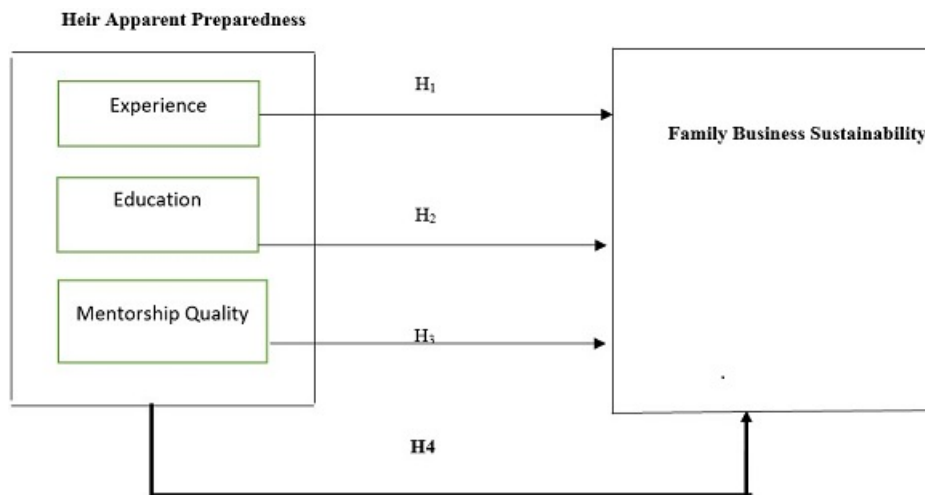 Heir Apparent Preparedness
Experience
H₁
Family Business Sustainability
Education
H₂
Mentorship Quality
H₃
H4